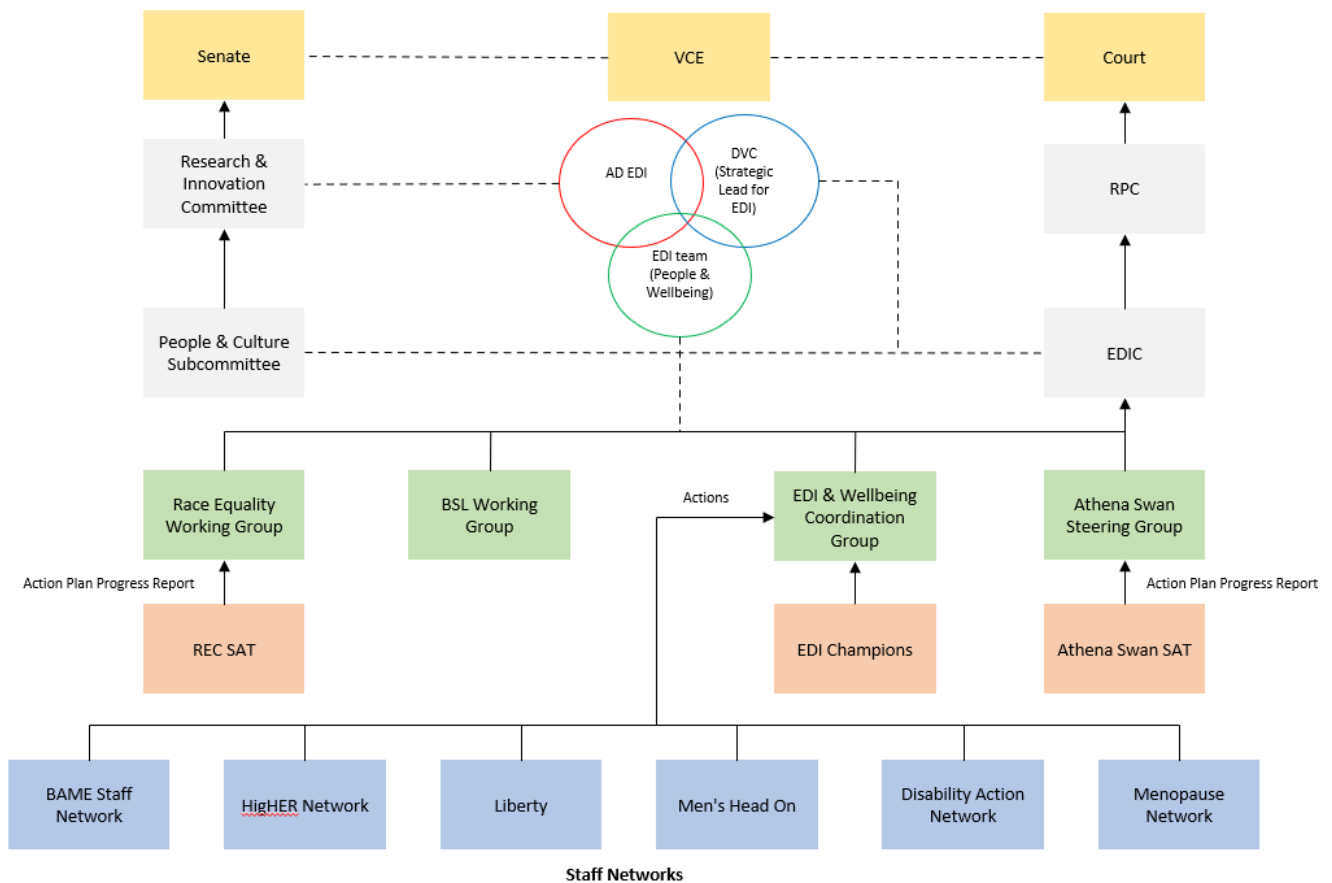 Senate
VCE
Court
Research &
Innovation
Committee
AD EDI
DVC
(Strategic
Lead for
EDI)
RPC
EDI team
(People &
Wellbeing)
People & Culture
Subcommittee
EDIC
Race Equality
Working Group
BSL Working
Group
Actions
EDI & Wellbeing
Coordination
Group
Athena Swan
Steering Group
Action Plan Progress Report
Action Plan Progress Report
REC SAT
EDI Champions
Athena Swan SAT
BAME Staff
Network
HigHER Network
Liberty
Men's Head On
Disability Action
Network
Menopause
Network
Staff Networks